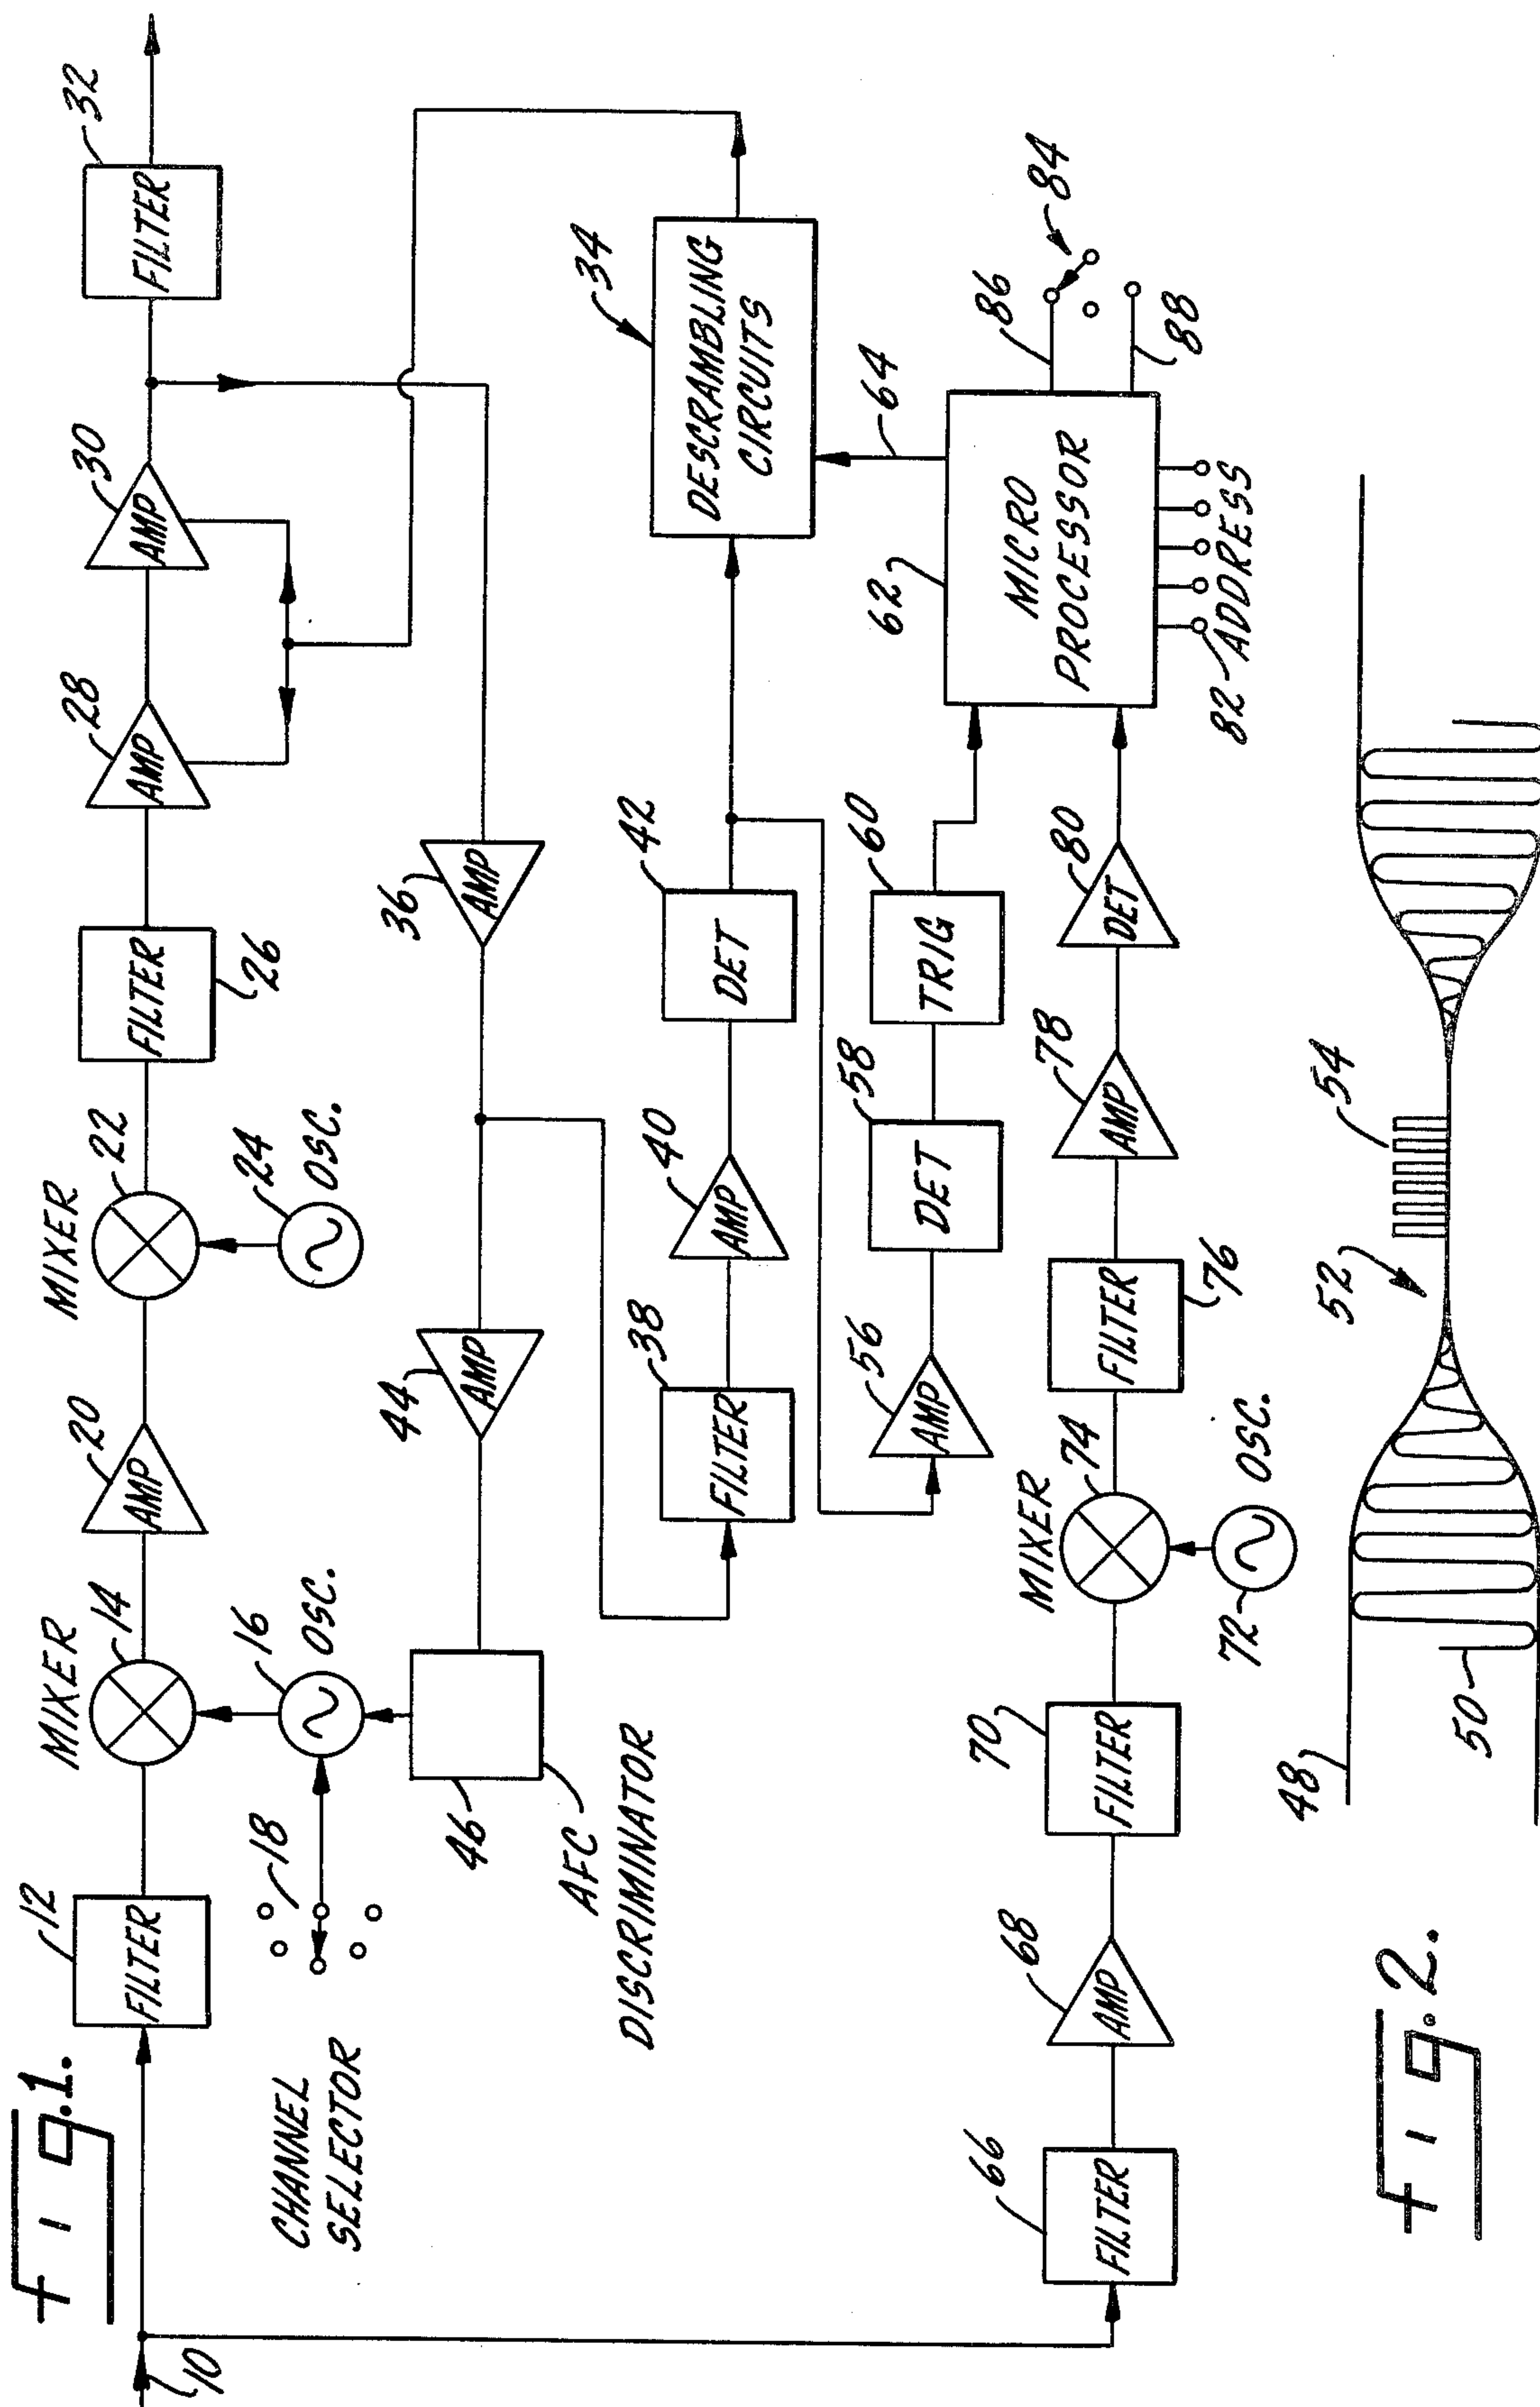 Fig. 1.
10
12
FILTER
MIXER
14
16
OSC.
18
CHANNEL
SELECTOR
20
AMP
MIXER
22
24
OSC.
FILTER
26
28
AMP
30
AMP
32
FILTER
36
AMP
44
AMP
46
AFC
DISCRIMINATOR
38
FILTER
40
AMP
42
DET
34
DESCRAMBLING
CIRCUITS
56
AMP
58
DET
60
TRIG
62
MICRO
PROCESSOR
64
86
84
88
82 ADDRESS
66
FILTER
68
AMP
70
FILTER
MIXER
74
72
OSC.
FILTER
76
78
AMP
80
DET
Fig. 2.
48
50
52
54